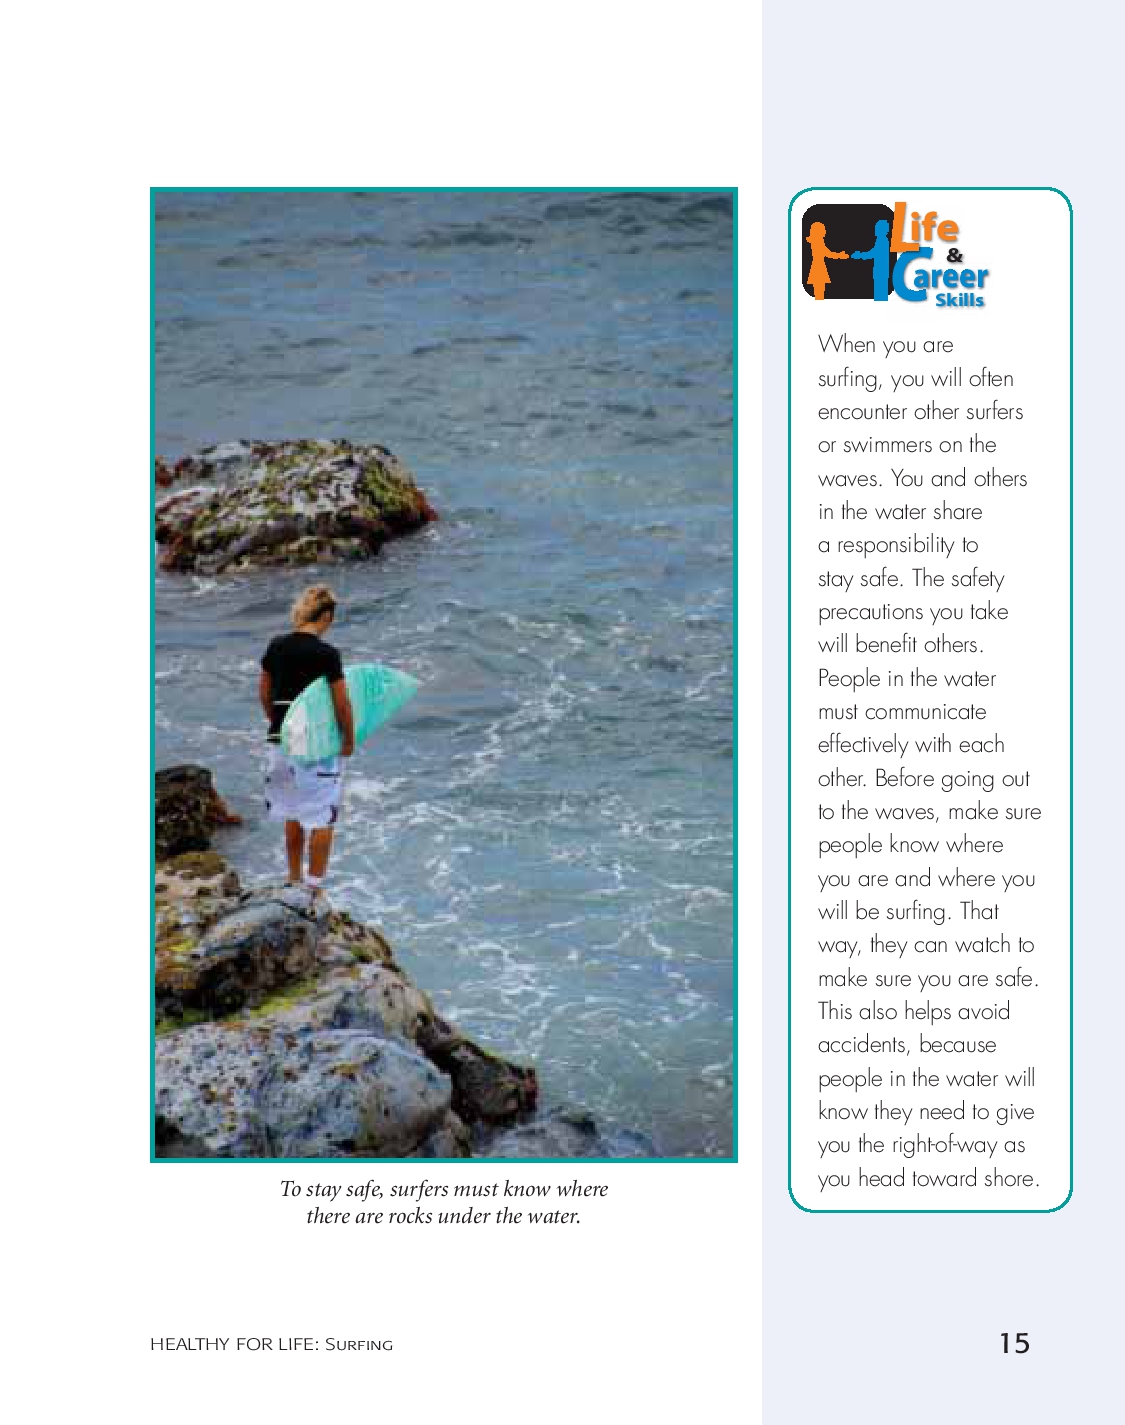 Life
&
Career
Skills
When you are
surfing, you will often
encounter other surfers
or swimmers on the
waves. You and others
in the water share
a responsibility to
stay safe. The safety
precautions you take
will benefit others.
People in the water
must communicate
effectively with each
other. Before going out
to the waves, make sure
people know where
you are and where you
will be surfing. That
way, they can watch to
make sure you are safe.
This also helps avoid
accidents, because
people in the water will
know they need to give
you the right-of-way as
you head toward shore.
To stay safe, surfers must know where
there are rocks under the water.
HEALTHY FOR LIFE: SURFING
15